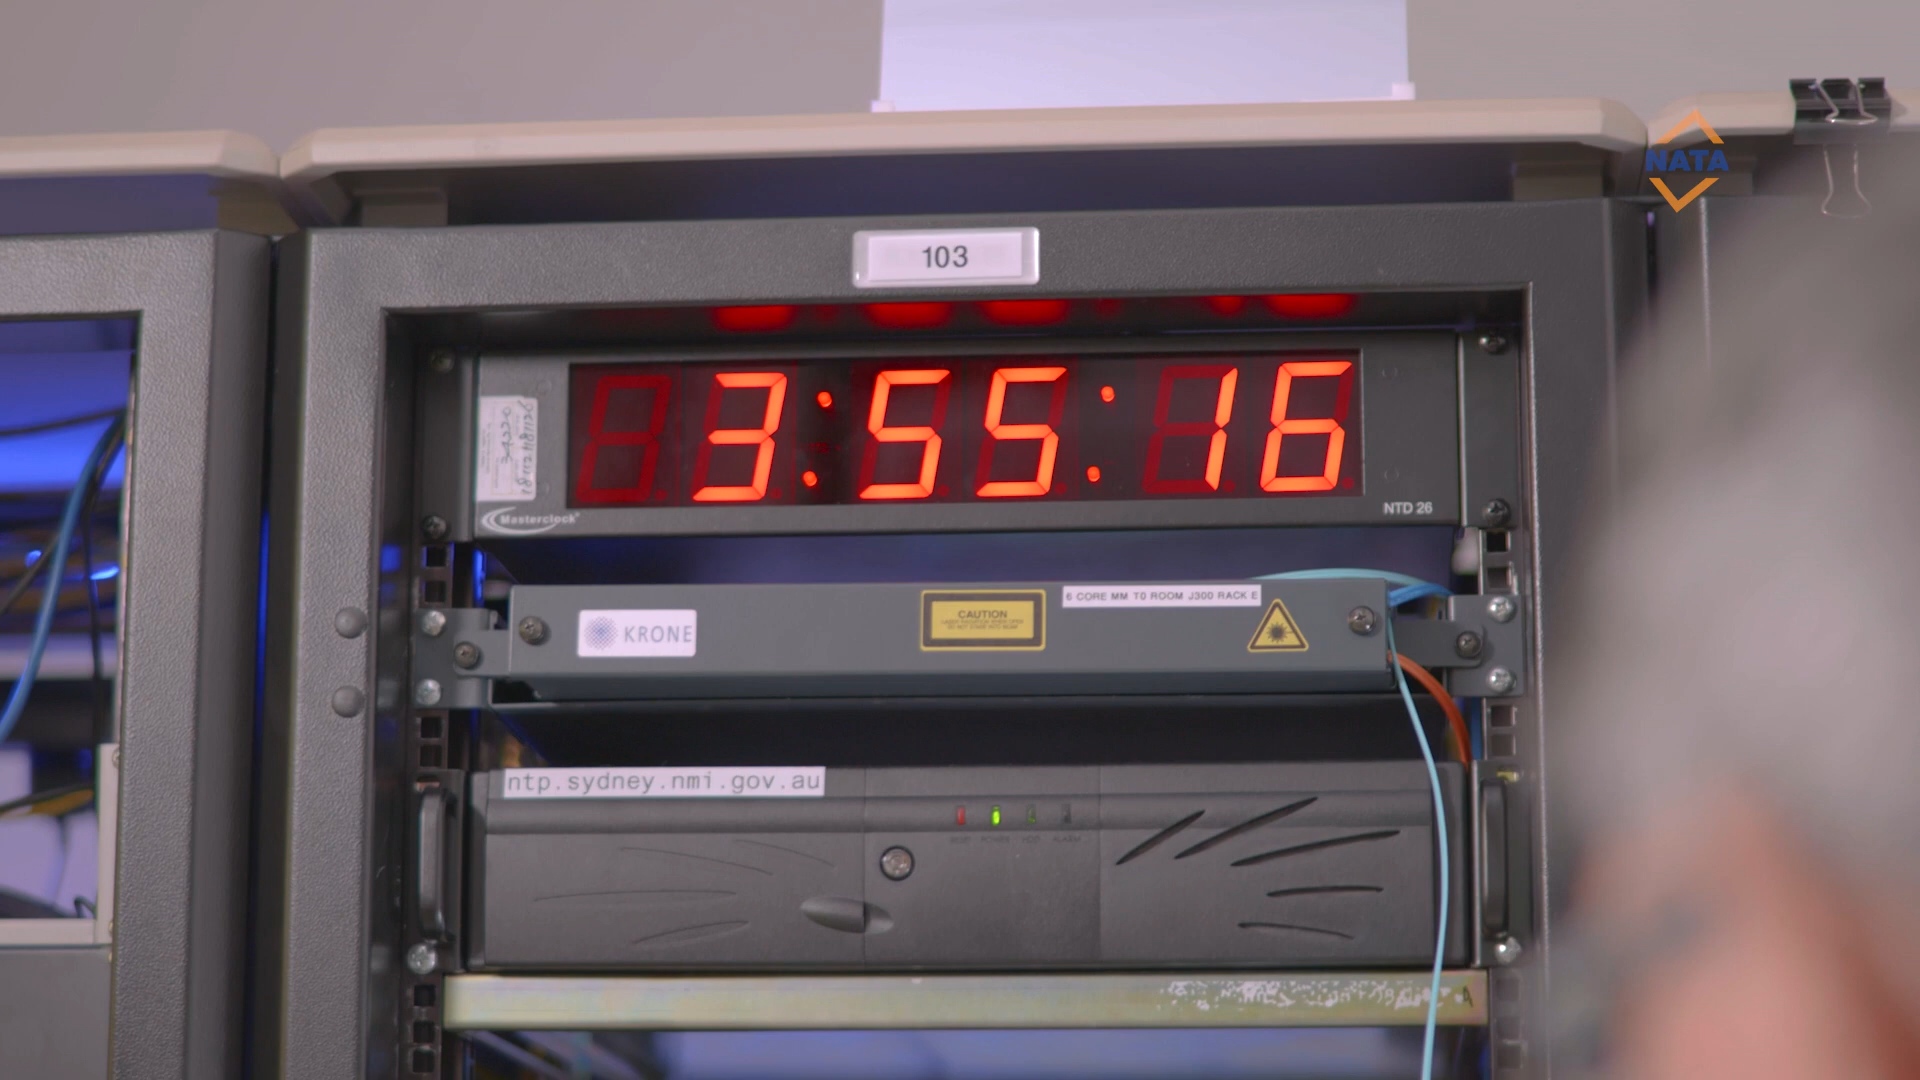 NATA
103
3:55:16
Masterclock®
NTD 26
6 CORE MM TO ROOM J300 RACK E
KRONE
CAUTION
ntp.sydney.nmi.gov.au